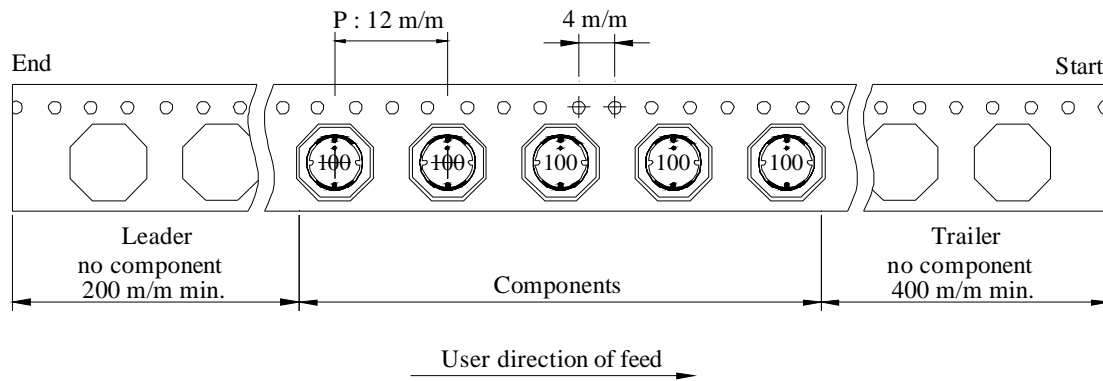 P : 12 m/m
4 m/m
End
Start
100 100 100 100 100
Leader
no component
200 m/m min.
Components
Trailer
no component
400 m/m min.
User direction of feed